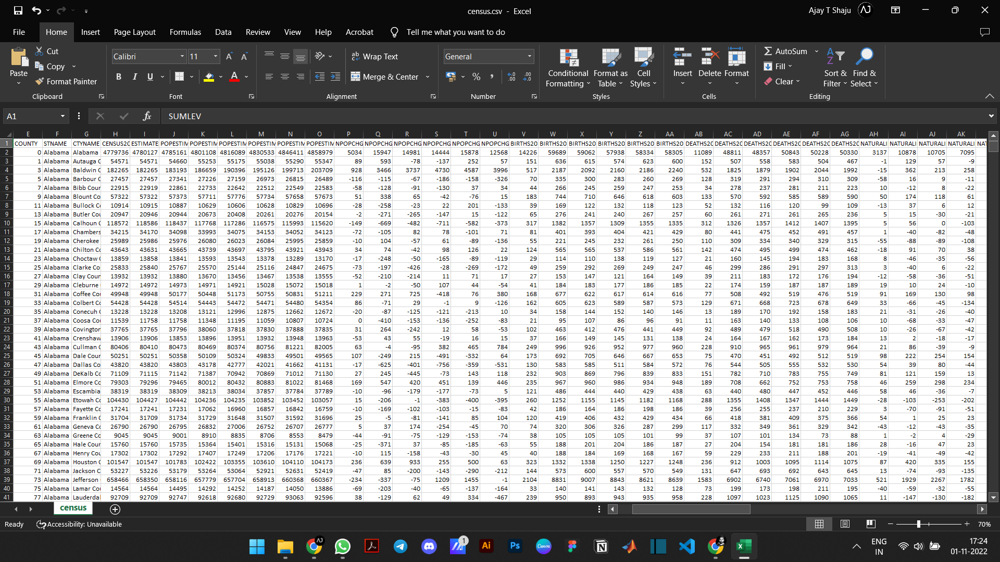 census.csv - Excel
Ajay T Shaju
File Home Insert Page Layout Formulas Data Review View Help Acrobat Tell me what you want to do
Paste
Cut
Copy
Format Painter
Clipboard
Calibri 11
B I U
Font
Wrap Text
Merge & Center
Alignment
General
Number
Conditional Formatting
Format as Table
Cell Styles
Styles
Insert Delete Format
Cells
AutoSum
Fill
Clear
Sort & Filter
Find & Select
Editing
A1 SUMLEV
E F G H I J K L M N O P Q R S T U V W X Y Z AA AB AC AD AE AF AG AH AI AJ AK
1 COUNTY STNAME CTYNAME CENSUS20 ESTIMATE POPESTIM POPESTIM POPESTIM POPESTIM POPESTIM POPESTIM NPOPCHG NPOPCHG NPOPCHG NPOPCHG NPOPCHG NPOPCHG BIRTHS20 BIRTHS20 BIRTHS20 BIRTHS20 BIRTHS20 BIRTHS20 DEATHS20 DEATHS20 DEATHS20 DEATHS20 DEATHS20 DEATHS20 NATURALI NATURALI NATURALI NATURALI NAT
2 0 Alabama Alabama 4779736 4780127 4785161 4801108 4816089 4830533 4846411 4858979 5034 15947 14981 14444 15878 12568 14226 59689 59062 57938 58334 58305 11089 48811 48357 50843 50228 50330 3137 10878 10705 7095
3 1 Alabama Autauga C 54571 54571 54660 55253 55175 55038 55290 55347 89 593 -78 -137 252 57 151 636 615 574 623 600 152 507 558 583 504 467 -1 129 57 -9
4 3 Alabama Baldwin C 182265 182265 183193 186659 190396 195126 199713 203709 928 3466 3737 4730 4587 3996 517 2187 2092 2160 2186 2240 532 1825 1879 1902 2044 1992 -15 362 213 258
5 5 Alabama Barbour C 27457 27457 27341 27226 27159 26973 26815 26489 -116 -115 -67 -186 -158 -326 70 335 300 283 260 269 128 319 291 294 310 309 -58 16 9 -11
6 7 Alabama Bibb Coun 22915 22919 22861 22733 22642 22512 22549 22583 -58 -128 -91 -130 37 34 44 266 245 259 247 253 34 278 237 281 211 223 10 -12 8 -22
7 9 Alabama Blount Co 57322 57322 57373 57711 57776 57734 57658 57673 51 338 65 -42 -76 15 183 744 710 646 618 603 133 570 592 585 589 590 50 174 118 61
8 11 Alabama Bullock Co 10914 10915 10887 10629 10606 10628 10829 10696 -28 -258 -23 22 201 -133 39 169 122 132 118 123 52 132 116 120 99 109 -13 37 6 12
9 13 Alabama Butler Cou 20947 20946 20944 20673 20408 20261 20276 20154 -2 -271 -265 -147 15 -122 65 276 241 240 267 257 60 261 271 261 265 236 5 15 -30 -21
10 15 Alabama Calhoun C 118572 118586 118437 117768 117286 116575 115993 115620 -149 -669 -482 -711 -582 -373 317 1382 1357 1309 1355 1335 312 1326 1357 1412 1407 1395 5 56 0 -103
11 17 Alabama Chambers 34215 34170 34098 33993 34075 34153 34052 34123 -72 -105 82 78 -101 71 81 401 393 404 421 429 80 441 475 452 491 457 1 -40 -82 -48
12 19 Alabama Cherokee 25989 25986 25976 26080 26023 26084 25995 25859 -10 104 -57 61 -89 -136 55 221 245 232 261 250 110 309 334 340 329 315 -55 -88 -89 -108
13 21 Alabama Chilton Co 43643 43631 43665 43739 43697 43795 43921 43943 34 74 -42 98 126 22 124 565 565 537 586 561 142 474 495 499 474 462 -18 91 70 38
14 23 Alabama Choctaw C 13859 13858 13841 13593 13543 13378 13289 13170 -17 -248 -50 -165 -89 -119 29 114 110 138 119 127 21 160 145 194 183 168 8 -46 -35 -56
15 25 Alabama Clarke Co 25833 25840 25767 25570 25144 25116 24847 24675 -73 -197 -426 -28 -269 -172 49 259 292 269 249 247 46 299 286 291 297 313 3 -40 6 -22
16 27 Alabama Clay Coun 13932 13932 13880 13670 13456 13467 13538 13555 -52 -210 -214 11 71 17 27 153 147 121 164 149 39 211 183 172 176 194 -12 -58 -36 -51
17 29 Alabama Cleburne 14972 14972 14973 14971 14921 15028 15072 15018 1 -2 -50 107 44 -54 41 184 183 177 186 185 22 174 159 187 187 189 19 10 24 -10
18 31 Alabama Coffee Cou 49948 49948 50177 50448 51173 50755 50831 51211 229 271 725 -418 76 380 168 677 622 617 614 616 77 508 492 519 476 519 91 169 130 98
19 33 Alabama Colbert Co 54428 54428 54514 54443 54472 54471 54480 54354 86 -71 29 -1 9 -126 162 605 623 589 587 573 129 671 668 723 678 649 33 -66 -45 -134
20 35 Alabama Conecuh C 13228 13228 13208 13121 12996 12875 12662 12672 -20 -87 -125 -121 -213 10 34 158 144 152 140 146 13 189 170 192 158 183 21 -31 -26 -40
21 37 Alabama Coosa Cou 11539 11758 11758 11348 11195 11059 10807 10724 0 -410 -153 -136 -252 -83 21 95 107 86 96 91 11 163 140 133 108 106 10 -68 -33 -47
22 39 Alabama Covington 37765 37765 37796 38060 37818 37830 37888 37835 31 264 -242 12 58 -53 102 463 412 476 441 449 92 489 479 518 490 508 10 -26 -67 -42
23 41 Alabama Crenshaw 13906 13906 13853 13896 13951 13932 13948 13963 -53 43 55 -19 16 15 37 166 149 145 131 138 24 164 167 162 173 184 13 2 -18 -17
24 43 Alabama Cullman C 80406 80410 80473 80469 80374 80756 81221 82005 63 -4 -95 382 465 784 249 996 926 952 977 960 228 910 965 961 979 964 21 86 -39 -9
25 45 Alabama Dale Coun 50251 50251 50358 50109 50324 49833 49501 49565 107 -249 215 -491 -332 64 173 692 705 646 667 653 75 470 451 492 512 519 98 222 254 154
26 47 Alabama Dallas Co 43820 43820 43803 43178 42777 42021 41662 41131 -17 -625 -401 -756 -359 -531 130 583 585 511 584 572 76 544 505 555 532 530 54 39 80 -44
27 49 Alabama DeKalb Co 71109 71115 71142 71387 70942 70869 71012 71130 27 245 -445 -73 143 118 232 903 869 796 839 833 151 782 710 783 755 749 81 121 159 13
28 51 Alabama Elmore Co 79303 79296 79465 80012 80432 80883 81022 81468 169 547 420 451 139 446 235 967 960 986 934 948 189 708 662 752 753 758 46 259 298 234
29 53 Alabama Escambia 38319 38319 38309 38213 38034 37857 37784 37789 -10 -96 -179 -177 -73 5 121 486 444 440 429 438 63 440 480 447 452 446 58 46 -36 -7
30 55 Alabama Etowah Co 104430 104427 104442 104236 104235 103852 103452 103057 15 -206 -1 -383 -400 -395 260 1252 1155 1145 1182 1168 288 1355 1408 1347 1444 1449 -28 -103 -253 -202
31 57 Alabama Fayette Co 17241 17241 17231 17062 16960 16857 16842 16759 -10 -169 -102 -103 -15 -83 42 186 164 186 198 186 39 256 255 237 210 229 3 -70 -91 -51
32 59 Alabama Franklin C 31704 31709 31734 31729 31648 31507 31592 31696 25 -5 -81 -141 85 104 120 419 406 432 429 434 66 418 381 409 375 366 54 1 25 23
33 61 Alabama Geneva Co 26790 26790 26795 26832 27006 26752 26707 26777 5 37 174 -254 -45 70 74 320 306 326 287 299 117 332 349 361 329 342 -43 -12 -43 -35
34 63 Alabama Greene Co 9045 9045 9001 8910 8835 8706 8553 8479 -44 -91 -75 -129 -153 -74 38 105 105 105 101 99 37 107 101 134 73 88 1 -2 4 -29
35 65 Alabama Hale Coun 15760 15760 15735 15364 15401 15316 15131 15068 -25 -371 37 -85 -185 -63 55 188 201 204 186 187 27 204 154 181 181 186 28 -16 47 23
36 67 Alabama Henry Cou 17302 17302 17292 17407 17249 17206 17176 17221 -10 115 -158 -43 -30 45 40 188 184 169 168 167 59 229 233 211 188 201 -19 -41 -49 -42
37 69 Alabama Houston C 101547 101547 101783 102422 103355 103610 104110 104173 236 639 933 255 500 63 323 1332 1338 1250 1227 1248 236 912 1003 1095 1114 1075 87 420 335 155
38 71 Alabama Jackson C 53227 53226 53179 53264 53064 52921 52631 52419 -47 85 -200 -143 -290 -212 144 573 600 557 570 549 131 647 693 692 643 645 13 -74 -93 -135
39 73 Alabama Jefferson 658466 658350 658116 657779 657704 658913 660368 660367 -234 -337 -75 1209 1455 -1 2104 8831 9007 8843 8621 8639 1583 6902 6740 7061 6970 7033 521 1929 2267 1782
40 75 Alabama Lamar Cou 14564 14564 14495 14292 14252 14187 14050 13886 -69 -203 -40 -65 -137 -164 33 140 141 143 132 128 73 199 173 198 211 195 -40 -59 -32 -55
41 77 Alabama Lauderdal 92709 92709 92747 92618 92680 92729 93063 92596 38 -129 62 49 334 -467 239 950 893 943 935 958 228 1097 1023 1125 1090 1065 11 -147 -130 -182
census
Ready Accessibility: Unavailable 70%
1 Ai Ps Canva
ENG
IN
17:24
01-11-2022